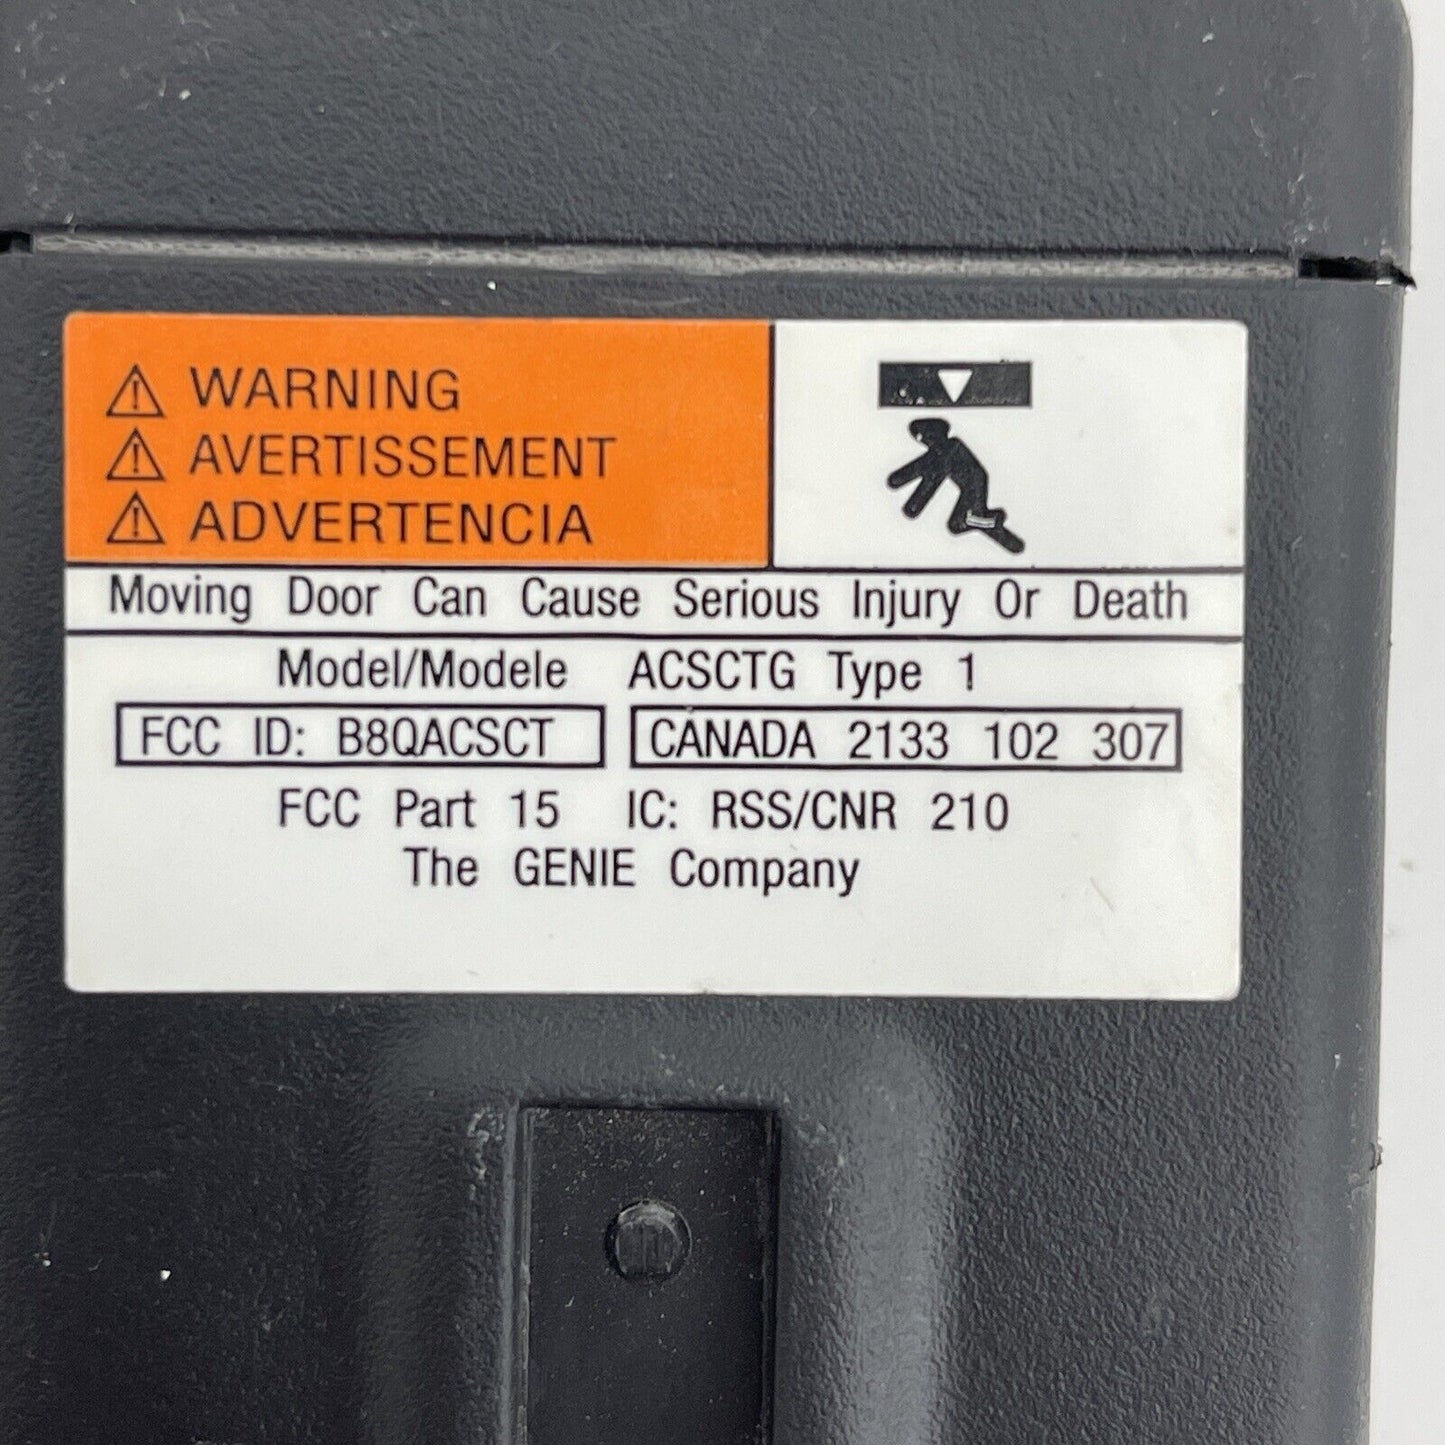 WARNING
AVERTISSEMENT
ADVERTENCIA
Moving Door Can Cause Serious Injury Or Death
Model/Modele ACSCTG Type 1
FCC ID: B8QACSCT CANADA 2133 102 307
FCC Part 15 IC: RSS/CNR 210
The GENIE Company